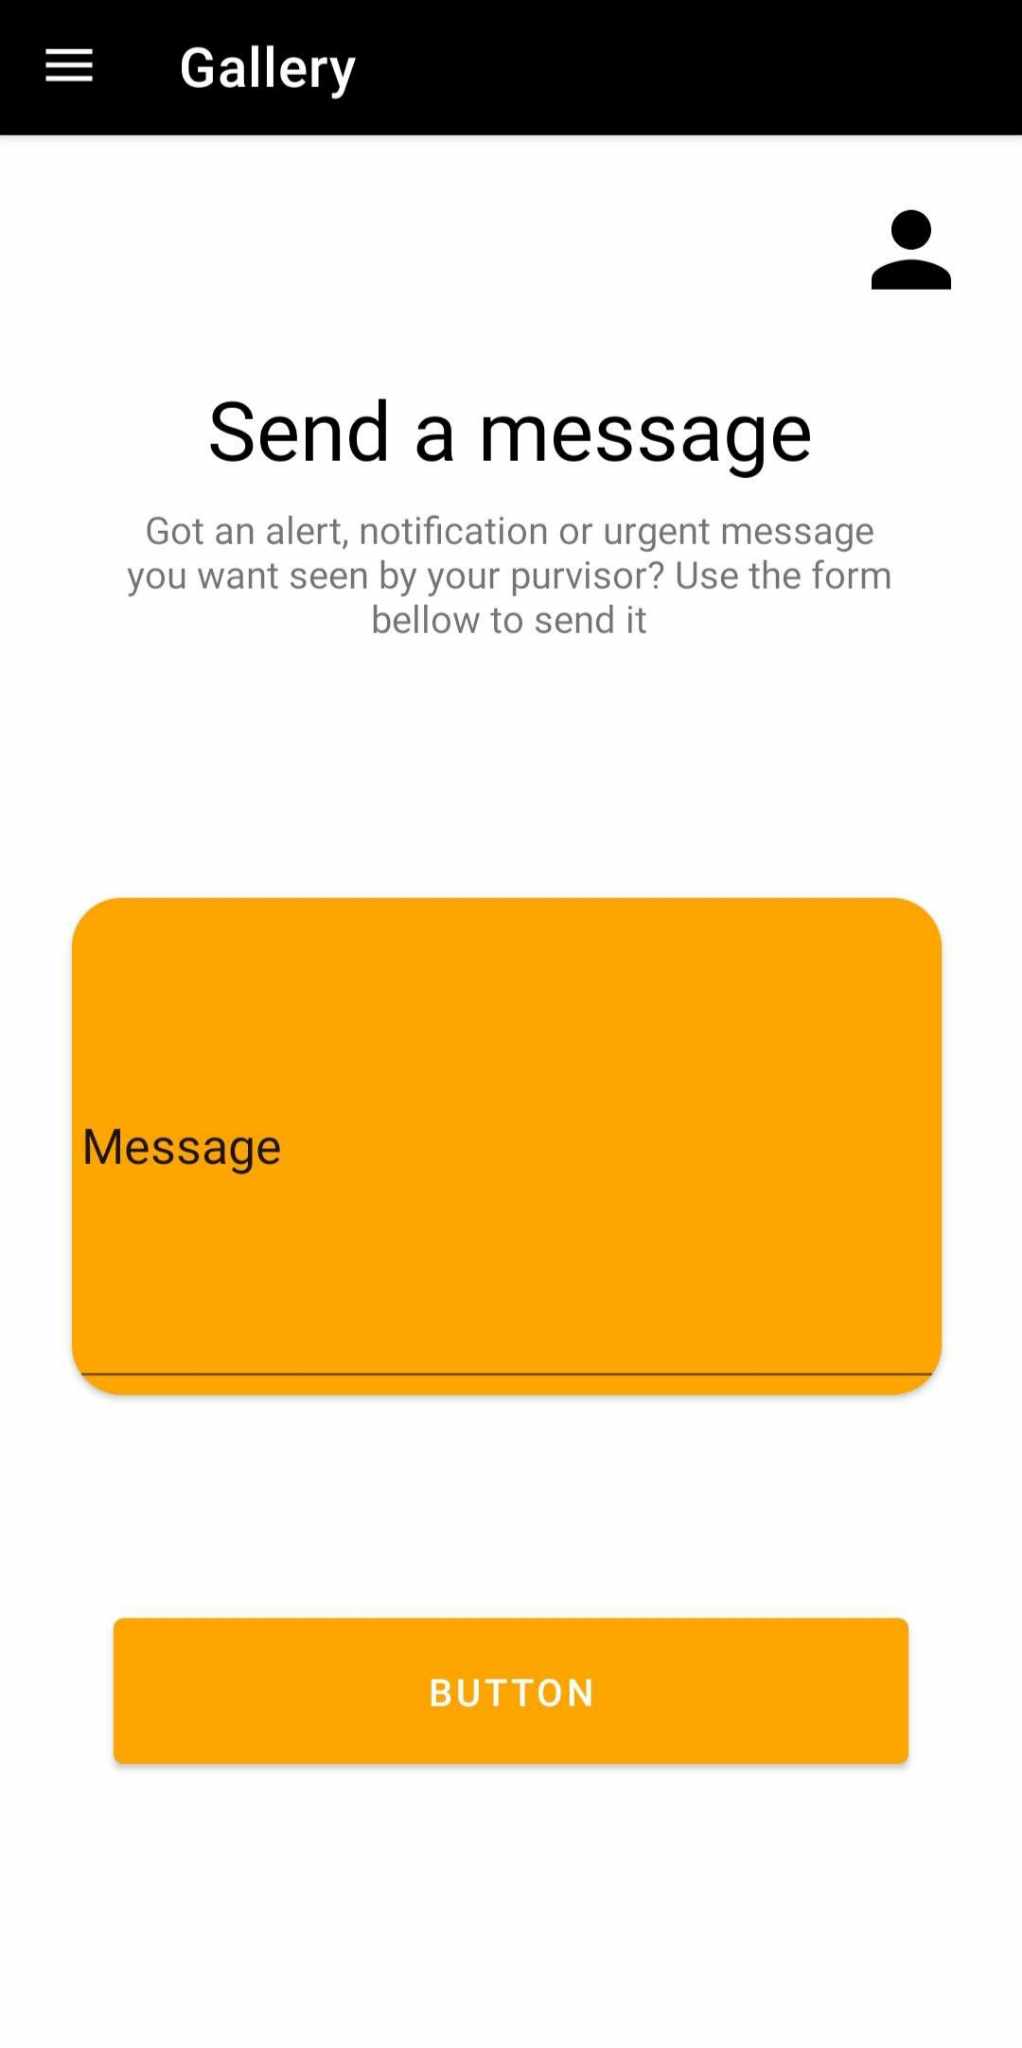 Gallery
Send a message
Got an alert, notification or urgent message
you want seen by your purvisor? Use the form
bellow to send it
Message
BUTTON